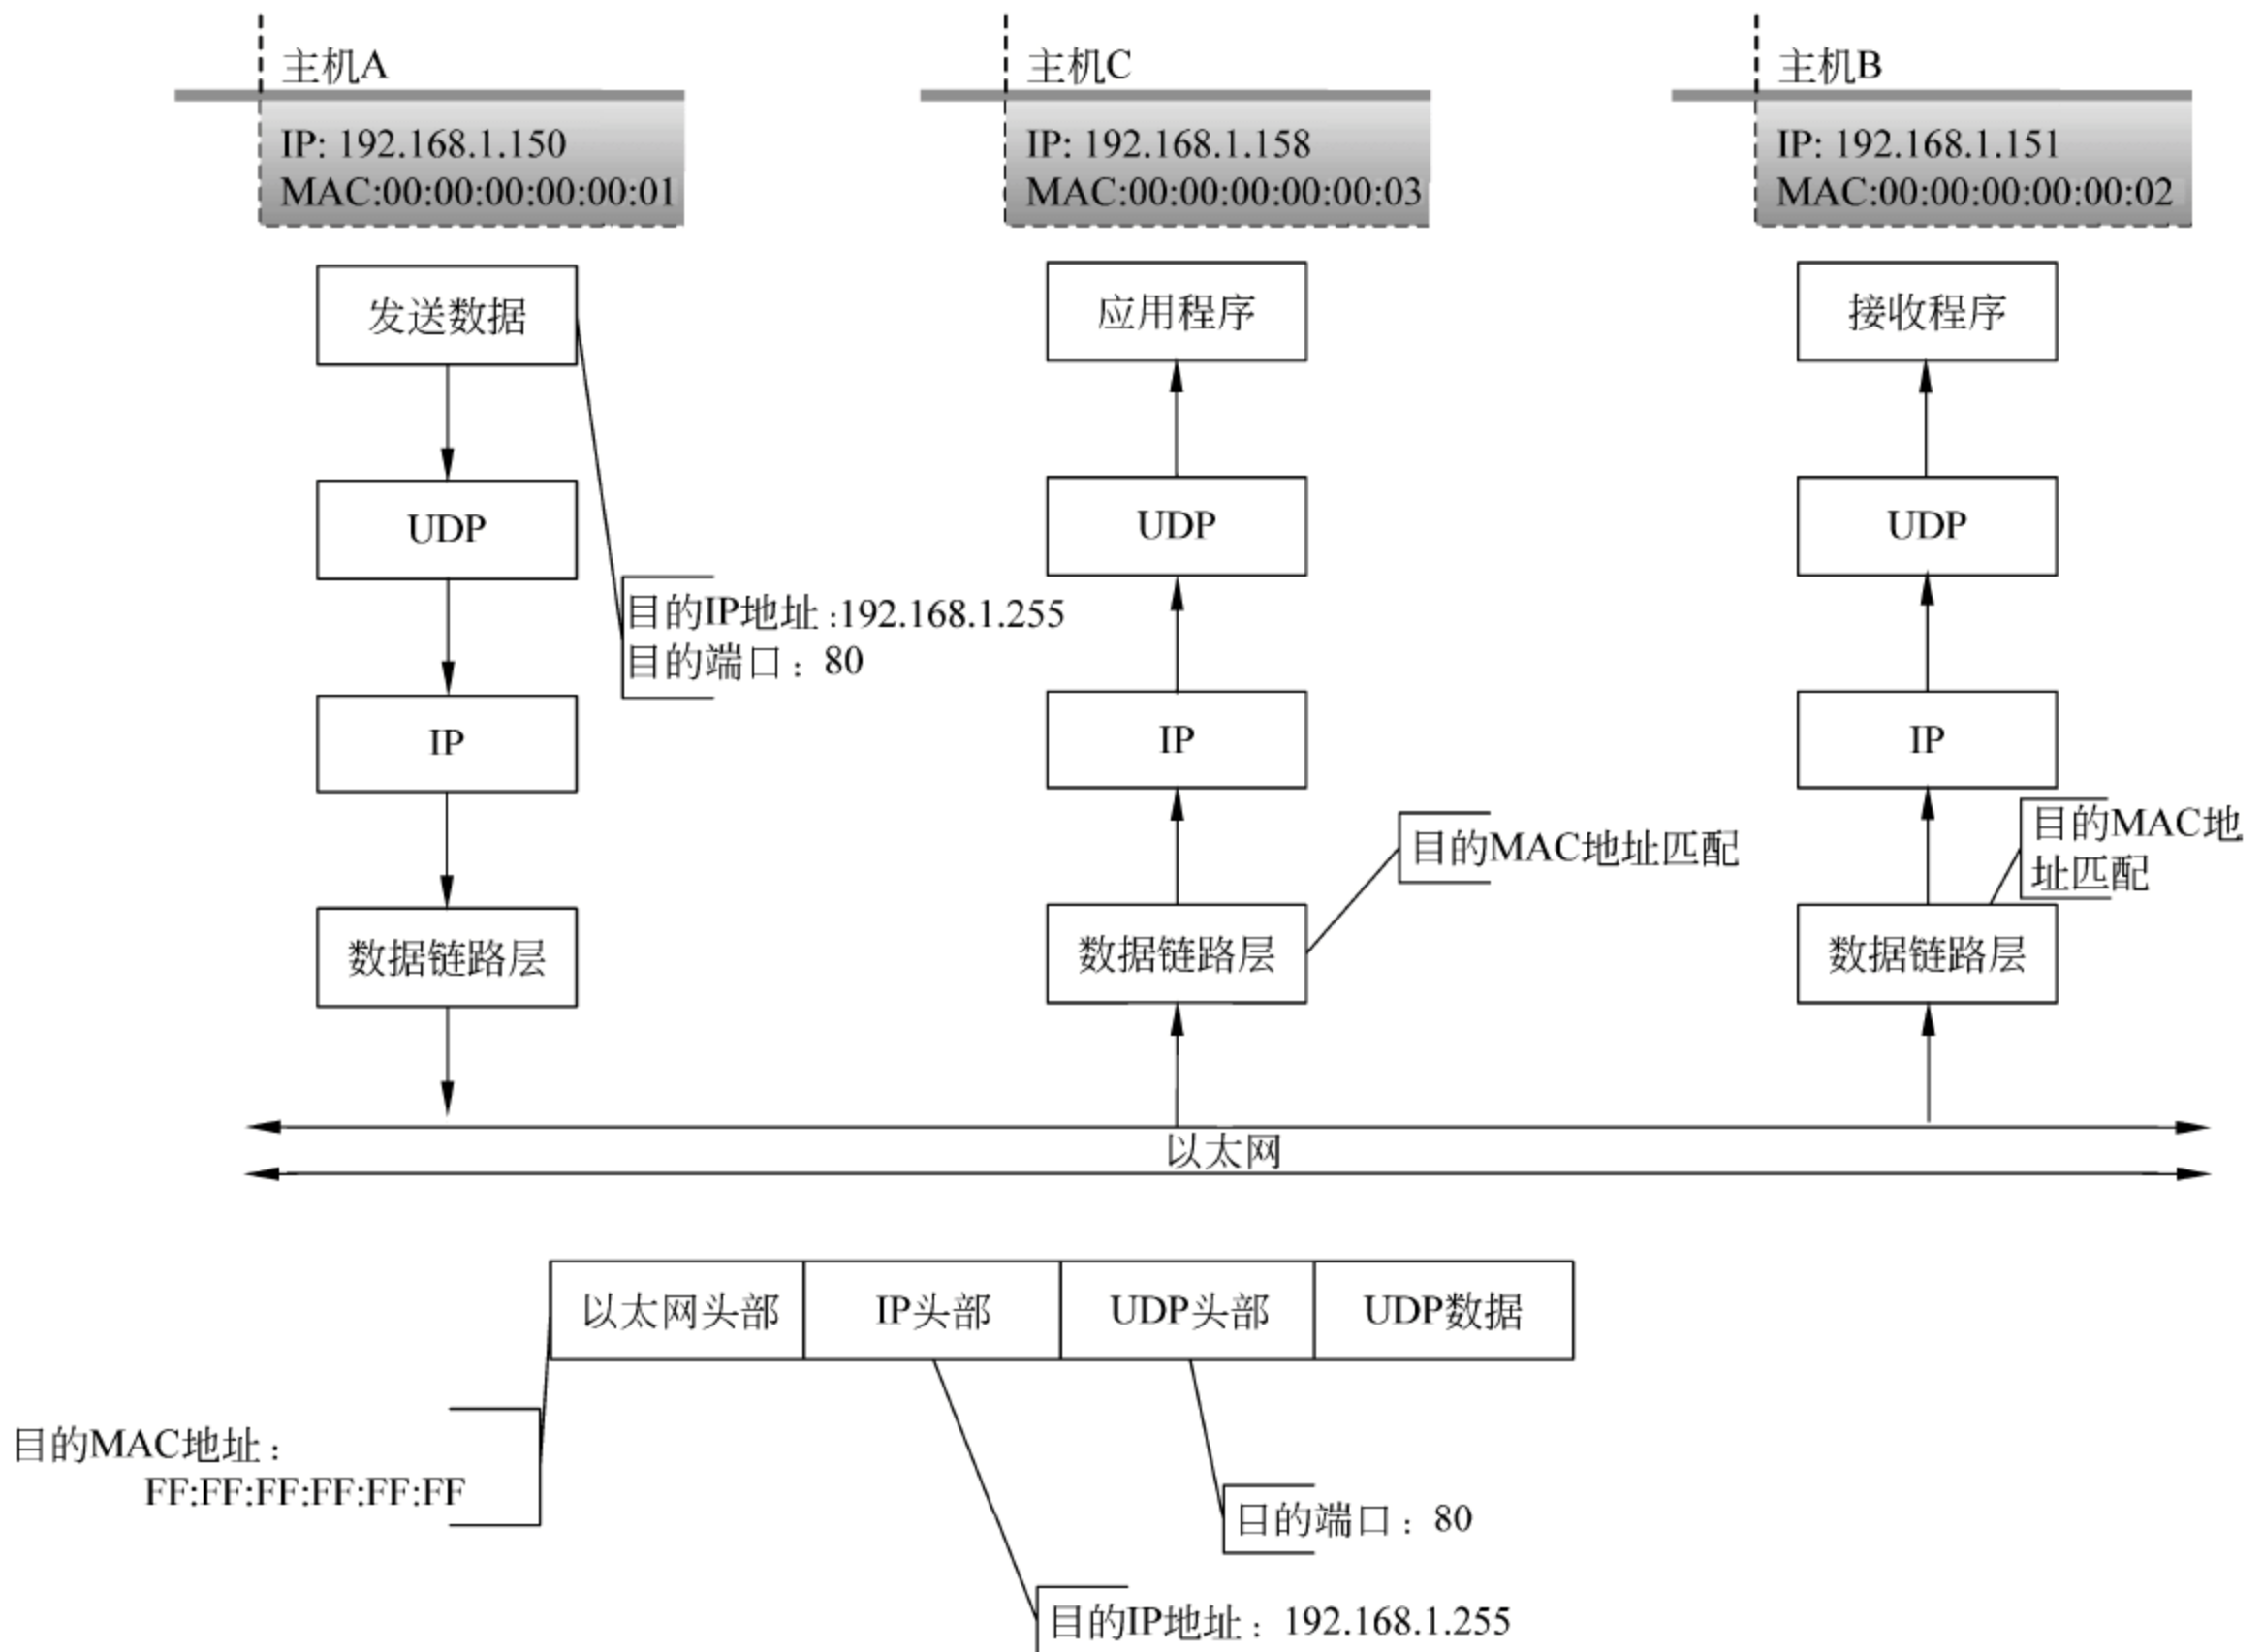 主机A
IP: 192.168.1.150
MAC:00:00:00:00:00:01
主机C
IP: 192.168.1.158
MAC:00:00:00:00:00:03
主机B
IP: 192.168.1.151
MAC:00:00:00:00:00:02
发送数据
应用程序
接收程序
UDP
UDP
UDP
目的IP地址:192.168.1.255
目的端口：80
IP
IP
IP
目的MAC地址匹配
目的MAC地
址匹配
数据链路层
数据链路层
数据链路层
以太网
以太网头部
IP头部
UDP头部
UDP数据
目的MAC地址：
FF:FF:FF:FF:FF:FF
目的端口：80
目的IP地址：192.168.1.255